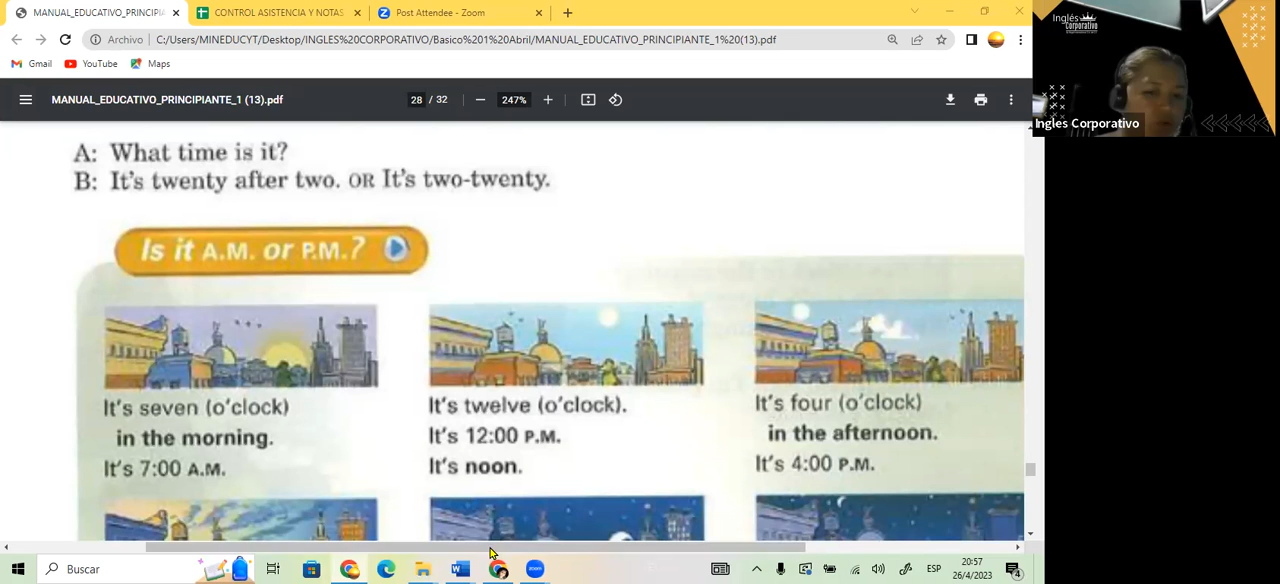 MANUAL_EDUCATIVO_PRINCIPIA
CONTROL ASISTENCIA Y NOTAS
Post Attendee - Zoom
Archivo
C:/Users/MINEDUCYT/Desktop/INGLES%20CORPORATIVO/Basico%201%20Abril/MANUAL_EDUCATIVO_PRINCIPIANTE_1%20(13).pdf
Gmail
YouTube
Maps
MANUAL_EDUCATIVO_PRINCIPIANTE_1 (13).pdf
28 / 32
247%
A: What time is it?
B: It's twenty after two. OR It's two-twenty.
Is it A.M. or P.M.?
It's seven (o'clock)
in the morning.
It's 7:00 A.M.
It's twelve (o'clock).
It's 12:00 P.M.
It's noon.
It's four (o'clock)
in the afternoon.
It's 4:00 P.M.
Inglés
Corporativo
Ingles Corporativo
Buscar
zoom
ESP
20:57
26/4/2023
4